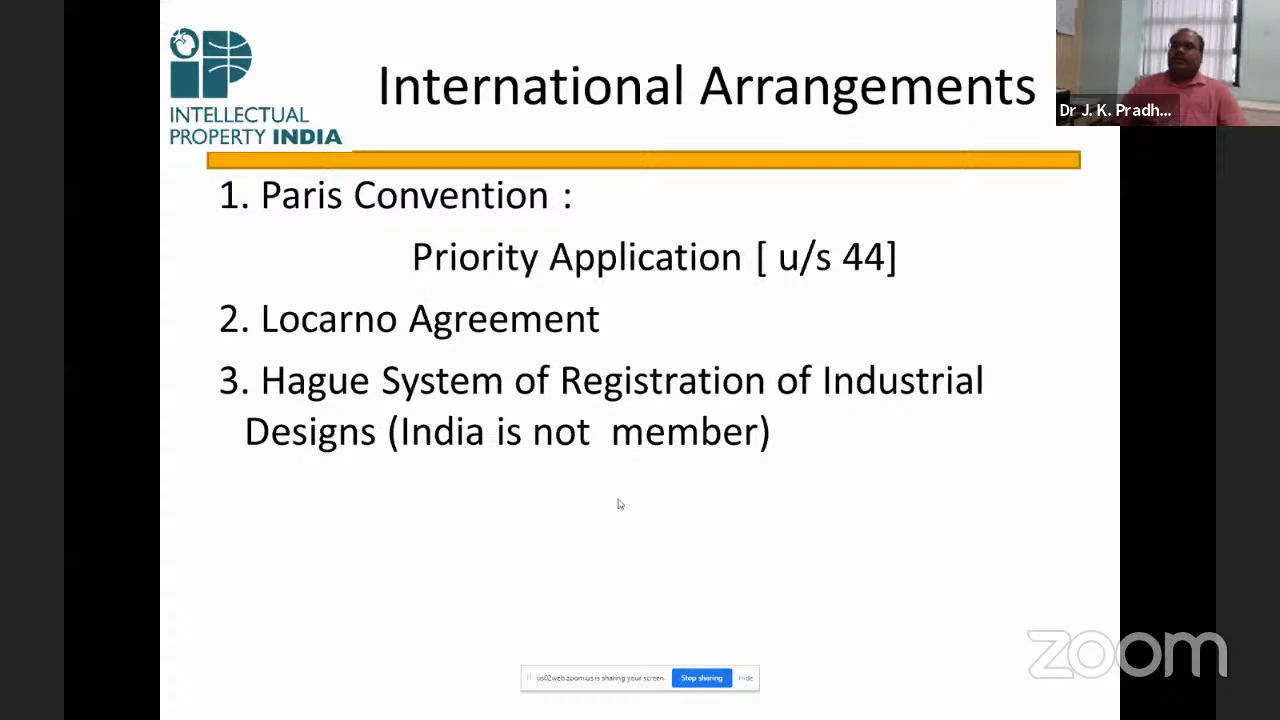 INTELLECTUAL
PROPERTY INDIA
International Arrangements
Dr J. K. Pradh...
1. Paris Convention :
Priority Application [ u/s 44]
2. Locarno Agreement
3. Hague System of Registration of Industrial
Designs (India is not member)
zoom
us02web.zoom.us is sharing your screen.
Stop sharing
Hide